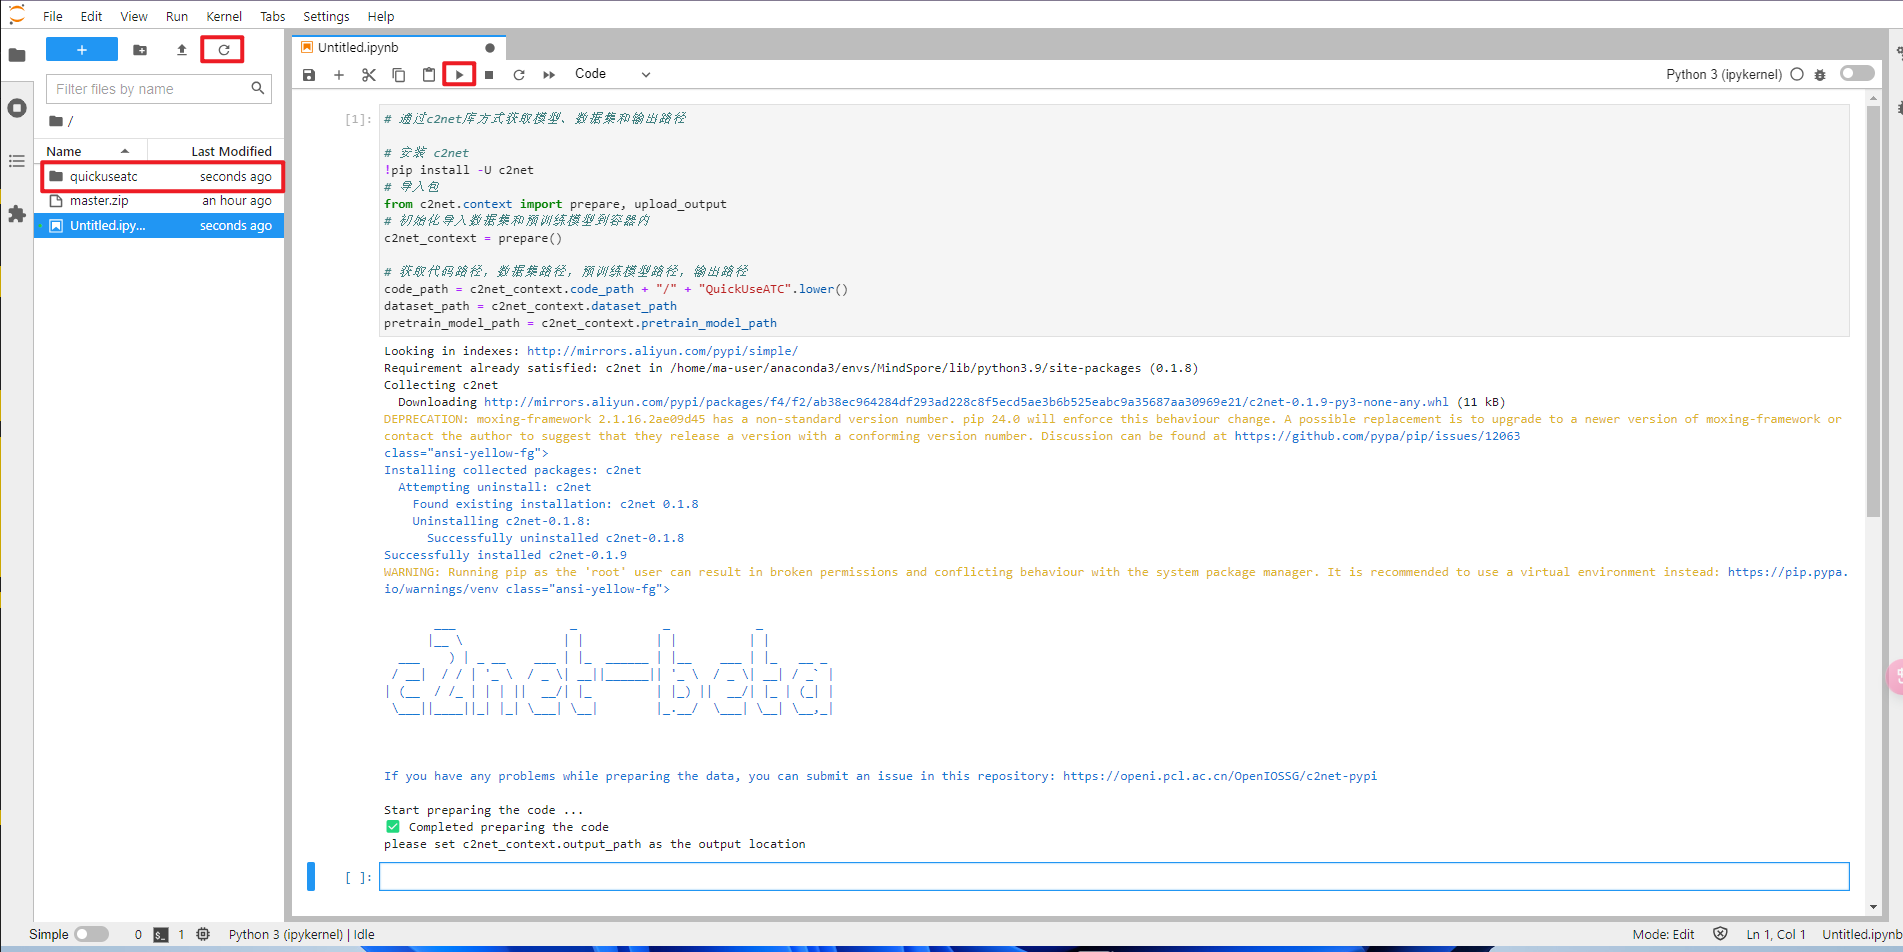 File Edit View Run Kernel Tabs Settings Help
Filter files by name
/
Name Last Modified
quickuseatc seconds ago
master.zip an hour ago
Untitled.ipy... seconds ago
Untitled.ipynb
Code
Python 3 (ipykernel)
[1]:
# 通过c2net库方式获取模型、数据集和输出路径
# 安装 c2net
!pip install -U c2net
# 导入包
from c2net.context import prepare, upload_output
# 初始化导入数据集和预训练模型到容器内
c2net_context = prepare()
# 获取代码路径，数据集路径，预训练模型路径，输出路径
code_path = c2net_context.code_path + "/" + "QuickUseATC".lower()
dataset_path = c2net_context.dataset_path
pretrain_model_path = c2net_context.pretrain_model_path
Looking in indexes: http://mirrors.aliyun.com/pypi/simple/
Requirement already satisfied: c2net in /home/ma-user/anaconda3/envs/MindSpore/lib/python3.9/site-packages (0.1.8)
Collecting c2net
Downloading http://mirrors.aliyun.com/pypi/packages/f4/f2/ab38ec964284df293ad228c8f5ecd5ae3b6b525eabc9a35687aa30969e21/c2net-0.1.9-py3-none-any.whl (11 kB)
DEPRECATION: moxing-framework 2.1.16.2ae09d45 has a non-standard version number. pip 24.0 will enforce this behaviour change. A possible replacement is to upgrade to a newer version of moxing-framework or
contact the author to suggest that they release a version with a conforming version number. Discussion can be found at https://github.com/pypa/pip/issues/12063
class="ansi-yellow-fg">
Installing collected packages: c2net
Attempting uninstall: c2net
Found existing installation: c2net 0.1.8
Uninstalling c2net-0.1.8:
Successfully uninstalled c2net-0.1.8
Successfully installed c2net-0.1.9
WARNING: Running pip as the 'root' user can result in broken permissions and conflicting behaviour with the system package manager. It is recommended to use a virtual environment instead: https://pip.pypa.
io/warnings/venv class="ansi-yellow-fg">
c2net-beta
If you have any problems while preparing the data, you can submit an issue in this repository: https://openi.pcl.ac.cn/OpenIOSSG/c2net-pypi
Start preparing the code ...
✅ Completed preparing the code
please set c2net_context.output_path as the output location
[ ]:
Simple 0 1 Python 3 (ipykernel) | Idle Mode: Edit Ln 1, Col 1 Untitled.ipynb